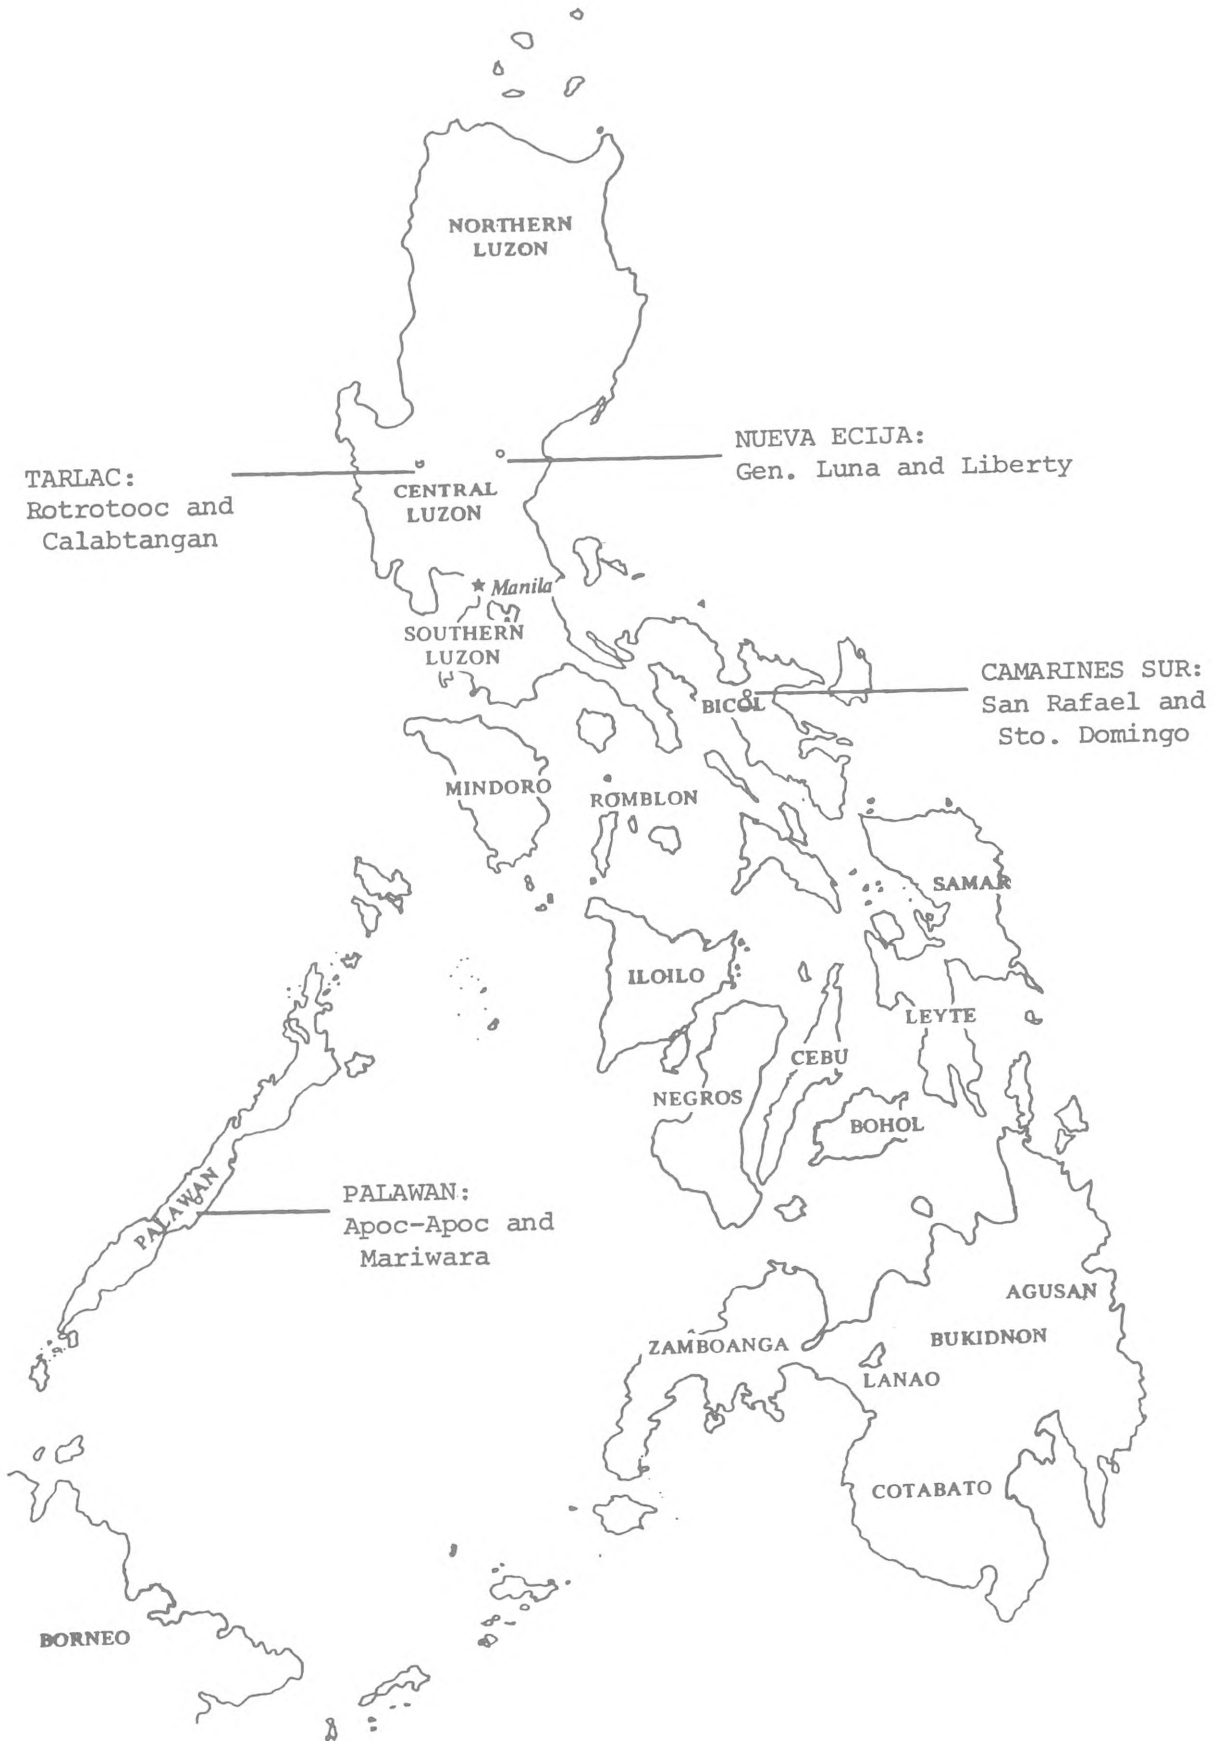 NORTHERN
LUZON
NUEVA ECIJA:
Gen. Luna and Liberty
TARLAC:
Rotrotooc and
Calabtangan
CENTRAL
LUZON
Manila
SOUTHERN
LUZON
CAMARINES SUR:
San Rafael and
Sto. Domingo
BICOL
MINDORO
ROMBLON
SAMAR
ILOILO
LEYTE
CEBU
NEGROS
BOHOL
PALAWAN
PALAWAN:
Apoc-Apoc and
Mariwara
AGUSAN
BUKIDNON
ZAMBOANGA
LANAO
COTABATO
BORNEO